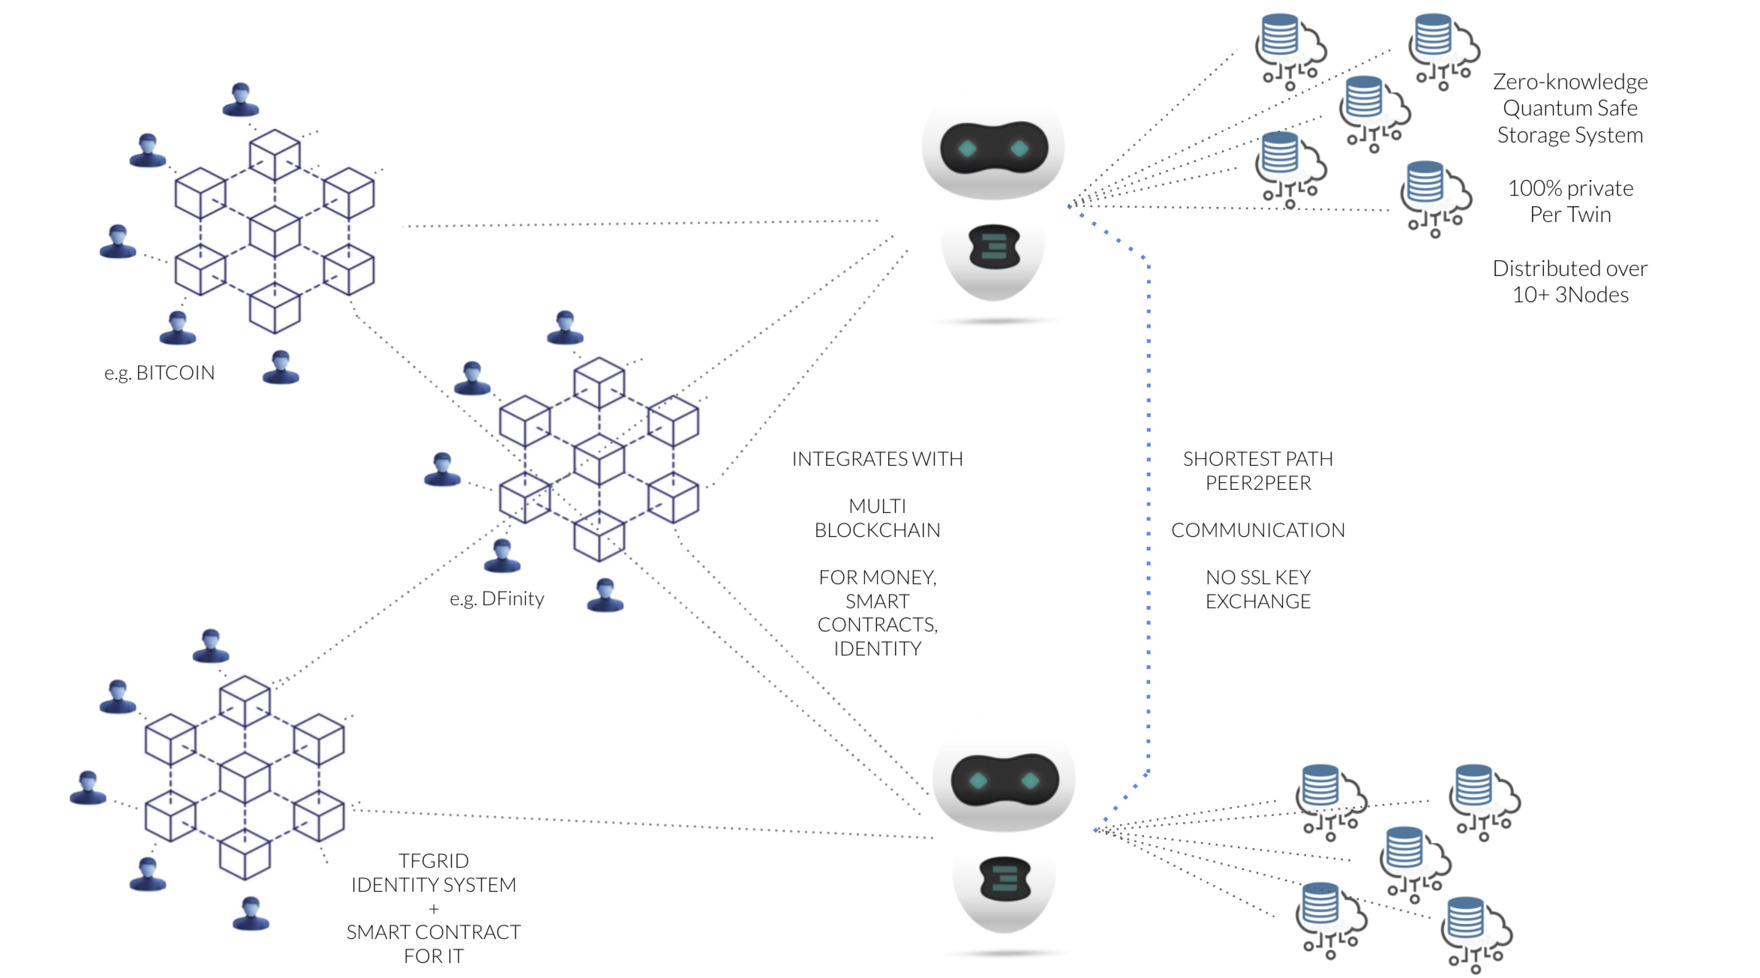 Zero-knowledge
Quantum Safe
Storage System
100% private
Per Twin
Distributed over
10+ 3Nodes
e.g. BITCOIN
e.g. DFinity
INTEGRATES WITH
MULTI
BLOCKCHAIN
FOR MONEY,
SMART
CONTRACTS,
IDENTITY
SHORTEST PATH
PEER2PEER
COMMUNICATION
NO SSL KEY
EXCHANGE
TFGRID
IDENTITY SYSTEM
+
SMART CONTRACT
FOR IT